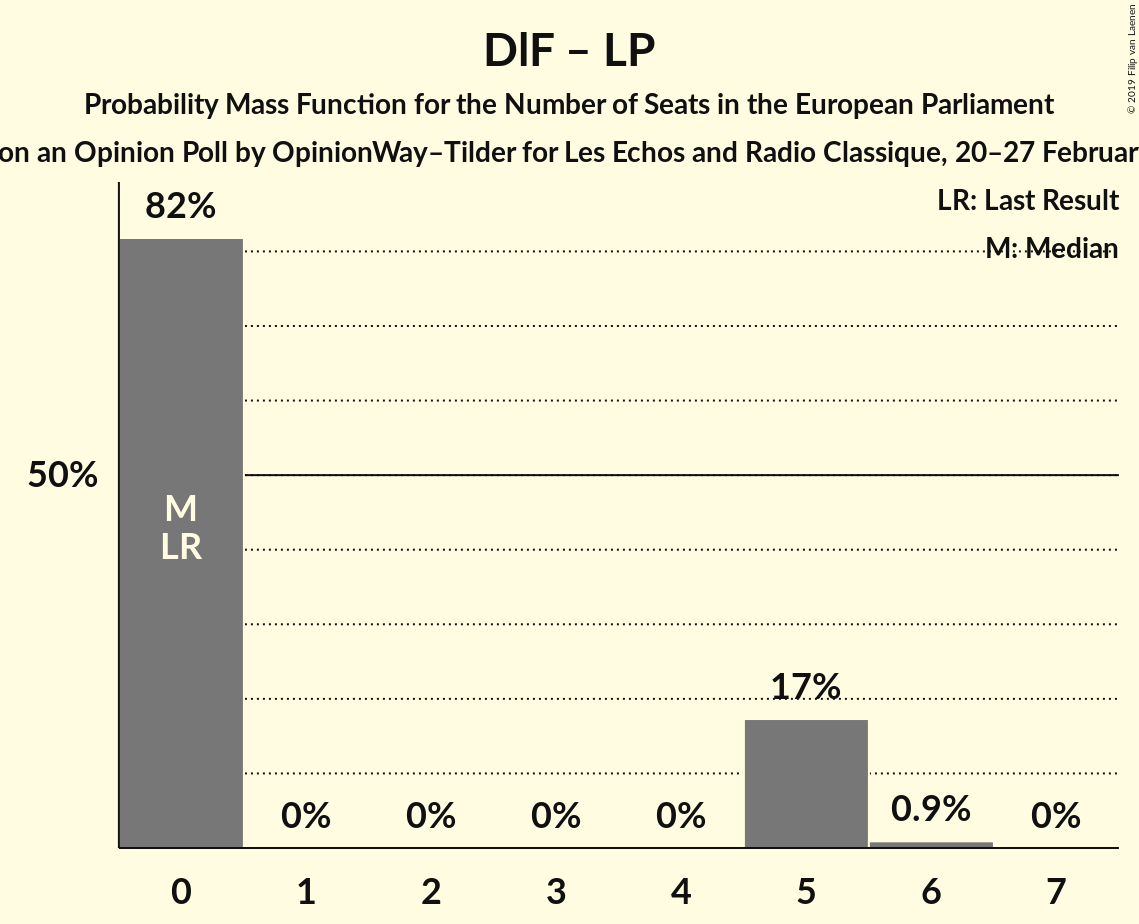 DlF – LP
Probability Mass Function for the Number of Seats in the European Parliament
on an Opinion Poll by OpinionWay–Tilder for Les Echos and Radio Classique, 20–27 Februar
© 2019 Filip van Laenen
LR: Last Result
M: Median
82%
50%
M
LR
0%
0%
0%
0%
17%
0.9%
0%
0
1
2
3
4
5
6
7